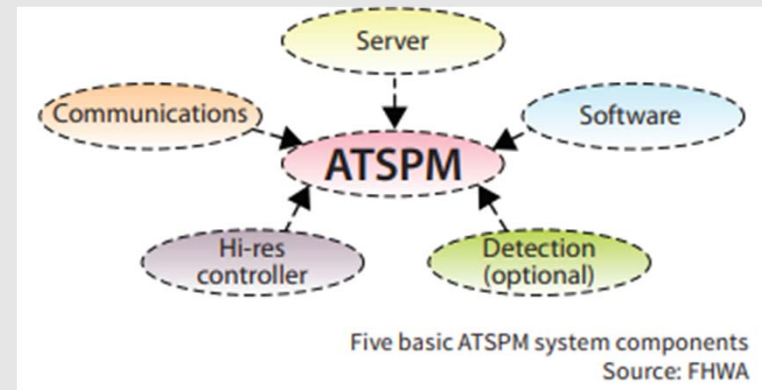 Server
Communications
Software
ATSPM
Hi-res
controller
Detection
(optional)
Five basic ATSPM system components
Source: FHWA